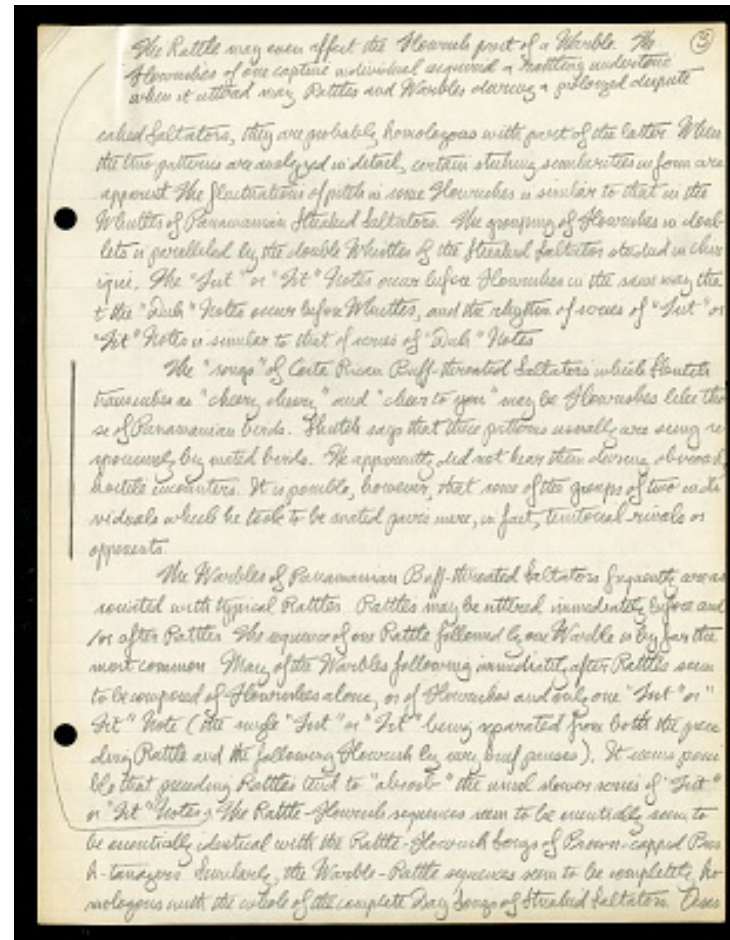 The Rattle may even affect the Flourish part of a Warble. The
3
Flourishes of one captive individual acquired a rattling undertone
when it uttered many Rattles and Warbles during a prolonged dispute
eaked Saltators, they are probably homologous with part of the latter. When
the two patterns are analyzed in detail, certain striking similarities in form are
apparent. The fluctuations of pitch in some Flourishes is similar to that in the
Whistles of Panamanian Streaked Saltators. The grouping of Flourishes in doub
lets is paralleled by the double Whistles of the Streaked Saltator studied in Chir
iqui. The "Tut" or "Tit" Notes occur before Flourishes in the same way tha
t the "Duh" Notes occur before Whistles, and the rhythm of series of "Tut" or
"Tit" Notes is similar to that of series of "Duh" Notes
The "songs" of Costa Rican Buff-throated Saltators which Skutch
transcribes as "cheery, cheery" and "cheer to you" may be Flourishes like tho
se of Panamanian birds. Skutch says that these patterns usually are sung re
sponsively by mated birds. He apparently did not hear them during obvious
hostile encounters. It is possible, however, that some of the groups of two indi
viduals which he took to be mated pairs were, in fact, territorial rivals or
opponents.
The Warbles of Panamanian Buff-throated Saltators frequently are as
sociated with typical Rattles. Rattles may be uttered immediately before and
/or after Rattles. The sequence of one Rattle followed by one Warble is by far the
most common. Many of the Warbles following immediately after Rattles seem
to be composed of Flourishes alone, or of Flourishes and only one "Tut" or "
Tit" Note (the single "Tut" or "Tit" being separated from both the prece
ding Rattle and the following Flourish by very brief pauses). It seems possi
ble that preceding Rattles tend to "absorb" the usual slower series of "Tut"
or "Tit" Notes. The Rattle-Flourish sequences seem to be essentially seem to
be essentially identical with the Rattle-Flourish Songs of Brown-capped Bus
h-tanagers. Similarly, the Warble-Rattle sequences seem to be completely ho
mologous with the whole of the complete Day Songs of Streaked Saltators.